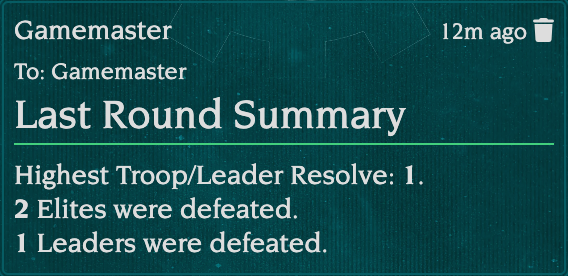 Gamemaster 12m ago
To: Gamemaster
Last Round Summary
Highest Troop/Leader Resolve: 1.
2 Elites were defeated.
1 Leaders were defeated.